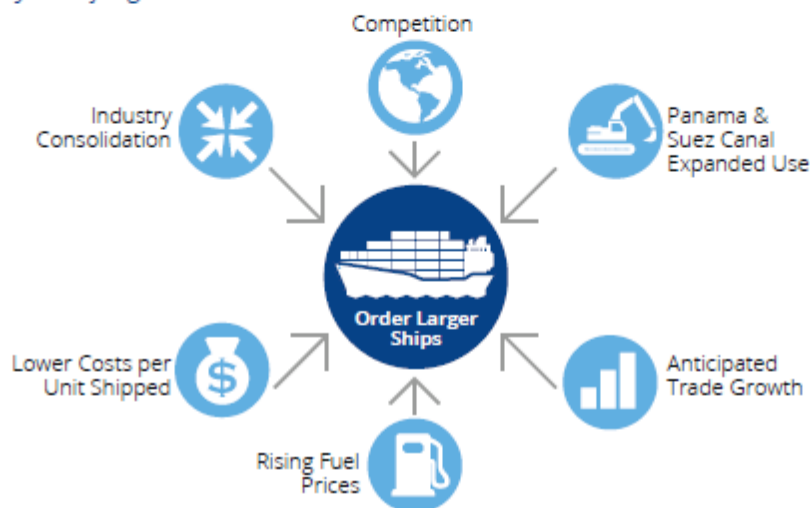 Competition
Industry
Consolidation
Panama &
Suez Canal
Expanded Use
Order Larger
Ships
Lower Costs per
Unit Shipped
$
Anticipated
Trade Growth
Rising Fuel
Prices